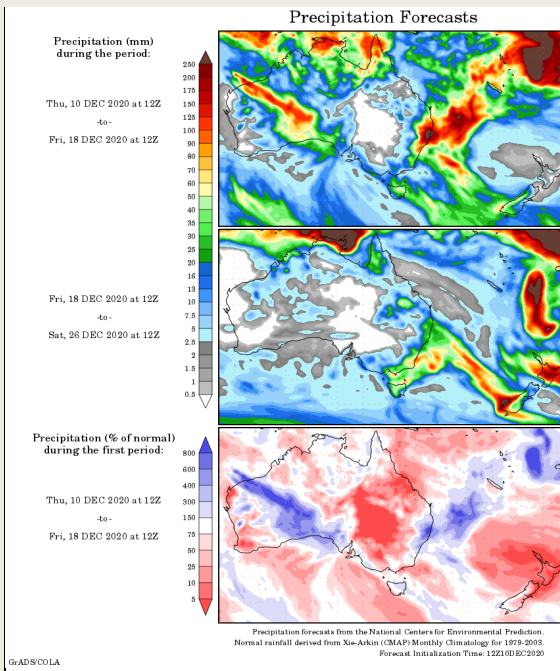 Precipitation Forecasts
Precipitation (mm)
during the period:
Thu, 10 DEC 2020 at 12Z
-to-
Fri, 18 DEC 2020 at 12Z
250
200
175
150
125
100
90
80
70
60
50
40
35
30
25
20
16
13
10
7.5
5
2.5
2
1.5
1
0.5
Fri, 18 DEC 2020 at 12Z
-to-
Sat, 26 DEC 2020 at 12Z
Precipitation (% of normal)
during the first period:
Thu, 10 DEC 2020 at 12Z
-to-
Fri, 18 DEC 2020 at 12Z
800
600
400
300
150
75
50
25
10
5
Precipitation forecasts from the National Centers for Environmental Prediction.
Normal rainfall derived from Xie-Arkin (CMAP) Monthly Climatology for 1979-2003.
Forecast Initialization Time: 12Z10DEC2020
GrADS/COLA